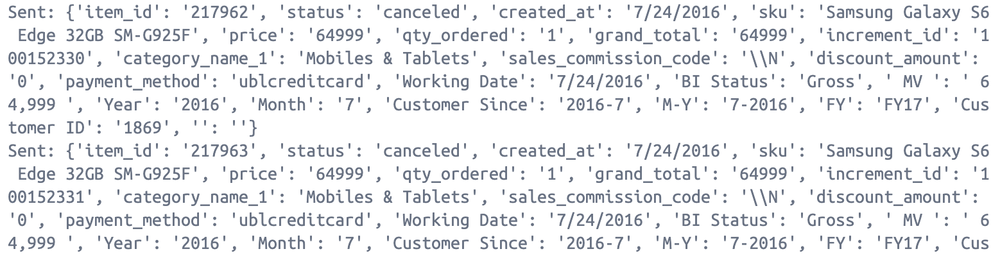 Sent: {'item_id': '217962', 'status': 'canceled', 'created_at': '7/24/2016', 'sku': 'Samsung Galaxy S6
 Edge 32GB SM-G925F', 'price': '64999', 'qty_ordered': '1', 'grand_total': '64999', 'increment_id': '1
00152330', 'category_name_1': 'Mobiles & Tablets', 'sales_commission_code': '\\N', 'discount_amount':
'0', 'payment_method': 'ublcreditcard', 'Working Date': '7/24/2016', 'BI Status': 'Gross', ' MV ': ' 6
4,999 ', 'Year': '2016', 'Month': '7', 'Customer Since': '2016-7', 'M-Y': '7-2016', 'FY': 'FY17', 'Cus
tomer ID': '1869', '': ''}
Sent: {'item_id': '217963', 'status': 'canceled', 'created_at': '7/24/2016', 'sku': 'Samsung Galaxy S6
 Edge 32GB SM-G925F', 'price': '64999', 'qty_ordered': '1', 'grand_total': '64999', 'increment_id': '1
00152331', 'category_name_1': 'Mobiles & Tablets', 'sales_commission_code': '\\N', 'discount_amount':
'0', 'payment_method': 'ublcreditcard', 'Working Date': '7/24/2016', 'BI Status': 'Gross', ' MV ': ' 6
4,999 ', 'Year': '2016', 'Month': '7', 'Customer Since': '2016-7', 'M-Y': '7-2016', 'FY': 'FY17', 'Cus